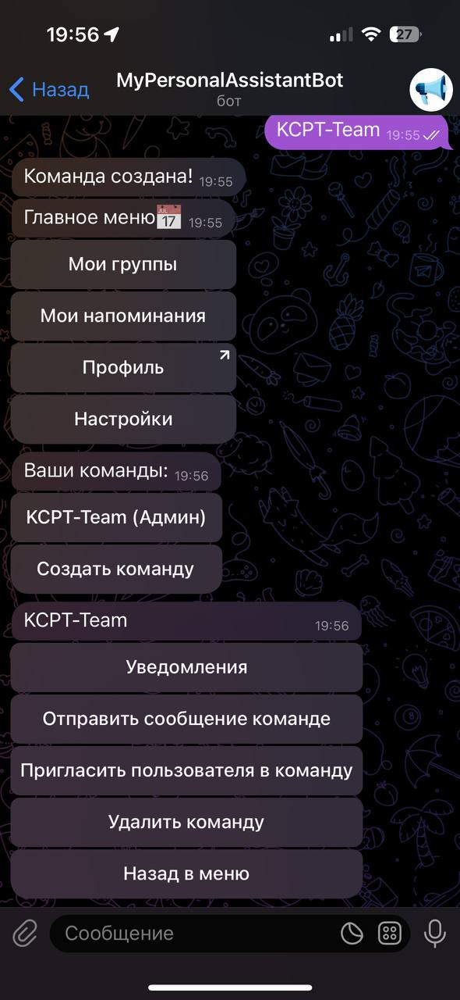 19:56
27
Назад
MyPersonalAssistantBot
бот
KCPT-Team 19:55
Команда создана! 19:55
Главное меню📅 19:55
Мои группы
Мои напоминания
Профиль
Настройки
Ваши команды: 19:56
KCPT-Team (Админ)
Создать команду
KCPT-Team 19:56
Уведомления
Отправить сообщение команде
Пригласить пользователя в команду
Удалить команду
Назад в меню
Сообщение